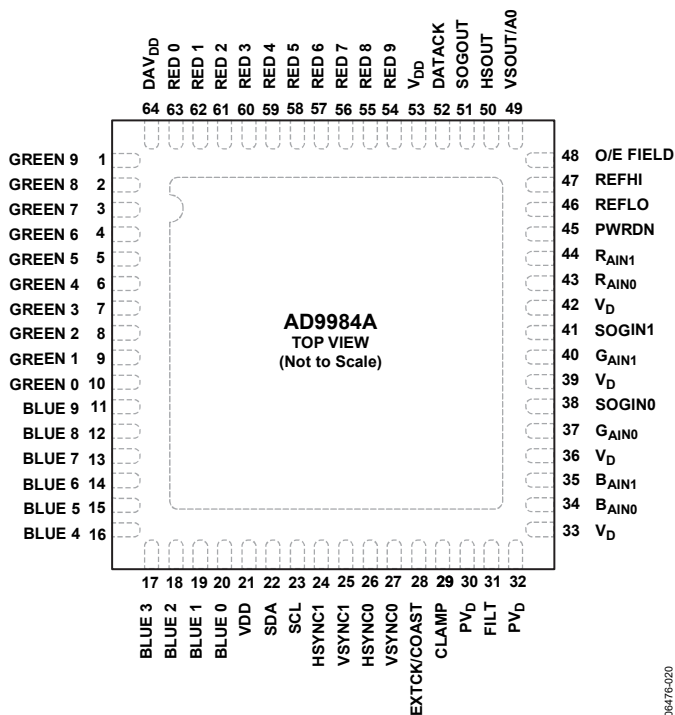 DAVDD
RED 0
RED 1
RED 2
RED 3
RED 4
RED 5
RED 6
RED 7
RED 8
RED 9
VDD
DATACK
SOGOUT
HSOUT
VSOUT/A0
64 63 62 61 60 59 58 57 56 55 54 53 52 51 50 49
GREEN 9 1
GREEN 8 2
GREEN 7 3
GREEN 6 4
GREEN 5 5
GREEN 4 6
GREEN 3 7
GREEN 2 8
GREEN 1 9
GREEN 0 10
BLUE 9 11
BLUE 8 12
BLUE 7 13
BLUE 6 14
BLUE 5 15
BLUE 4 16
AD9984A
TOP VIEW
(Not to Scale)
48 O/E FIELD
47 REFHI
46 REFLO
45 PWRDN
44 RAIN1
43 RAIN0
42 VD
41 SOGIN1
40 GAIN1
39 VD
38 SOGIN0
37 GAIN0
36 VD
35 BAIN1
34 BAIN0
33 VD
17 18 19 20 21 22 23 24 25 26 27 28 29 30 31 32
BLUE 3
BLUE 2
BLUE 1
BLUE 0
VDD
SDA
SCL
HSYNC1
VSYNC1
HSYNC0
VSYNC0
EXTCK/COAST
CLAMP
PVD
FILT
PVD
06476-020